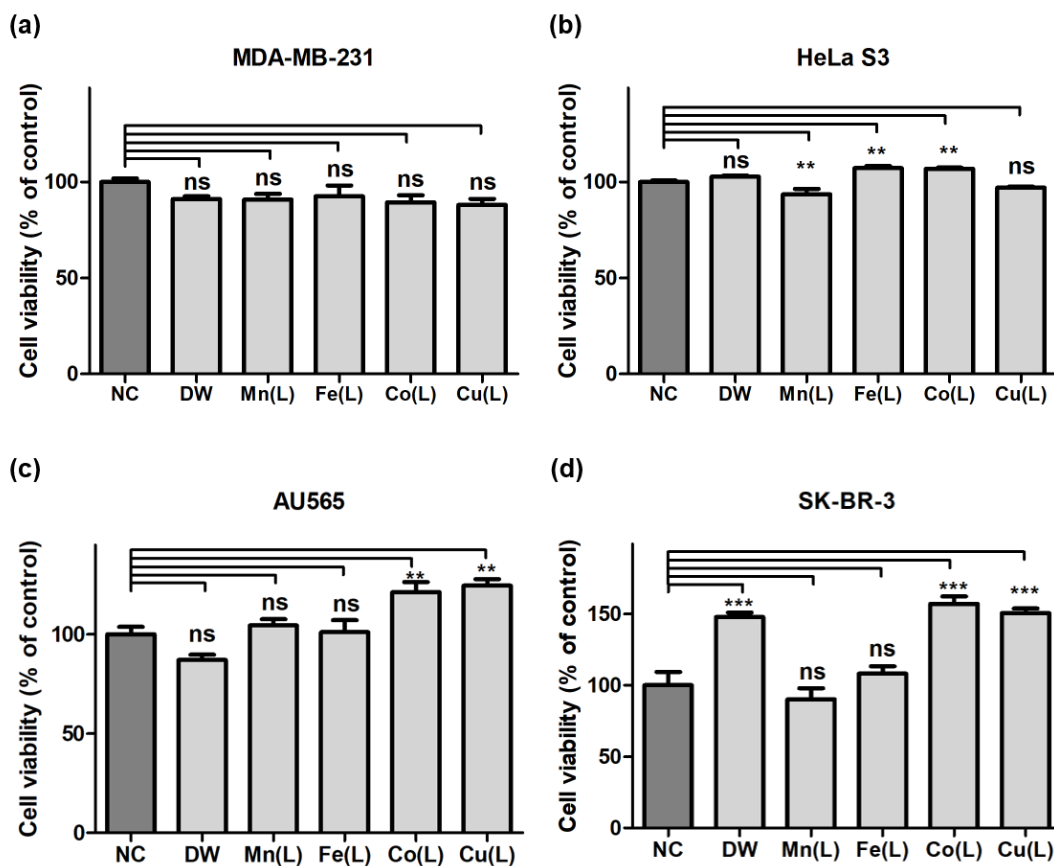 (a)
MDA-MB-231
Cell viability (% of control)
100
50
0
ns ns ns ns ns
NC DW Mn(L) Fe(L) Co(L) Cu(L)
(b)
HeLa S3
Cell viability (% of control)
100
50
0
ns ** ** ** ns
NC DW Mn(L) Fe(L) Co(L) Cu(L)
(c)
AU565
Cell viability (% of control)
100
50
0
ns ns ns ** **
NC DW Mn(L) Fe(L) Co(L) Cu(L)
(d)
SK-BR-3
Cell viability (% of control)
150
100
50
0
*** ns ns *** ***
NC DW Mn(L) Fe(L) Co(L) Cu(L)